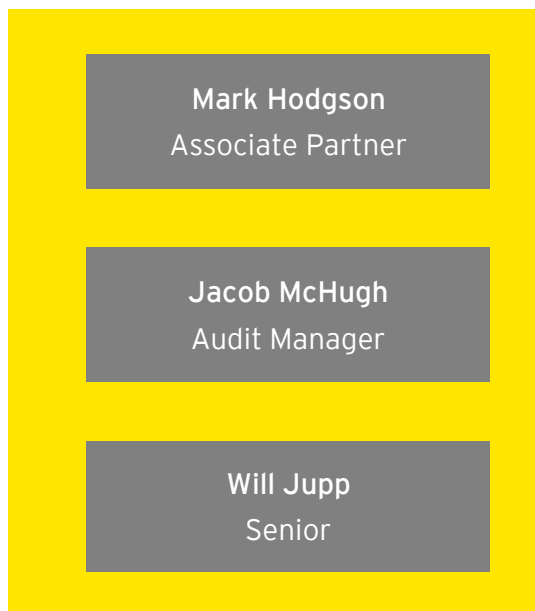 Mark Hodgson
Associate Partner
Jacob McHugh
Audit Manager
Will Jupp
Senior